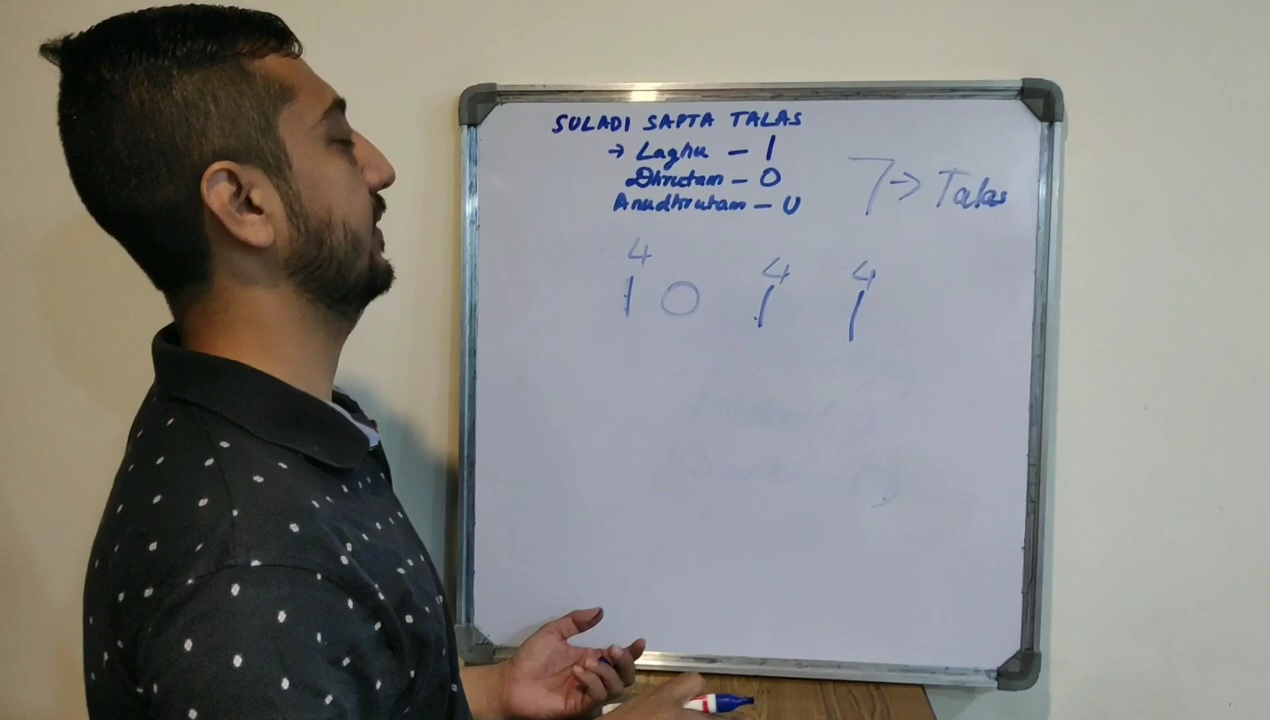 SULADI SAPTA TALAS
→ Laghu – 1
Dhrutam – O
Anudhrutam – U
7 → Talas
4 4 4
1 O 1 1